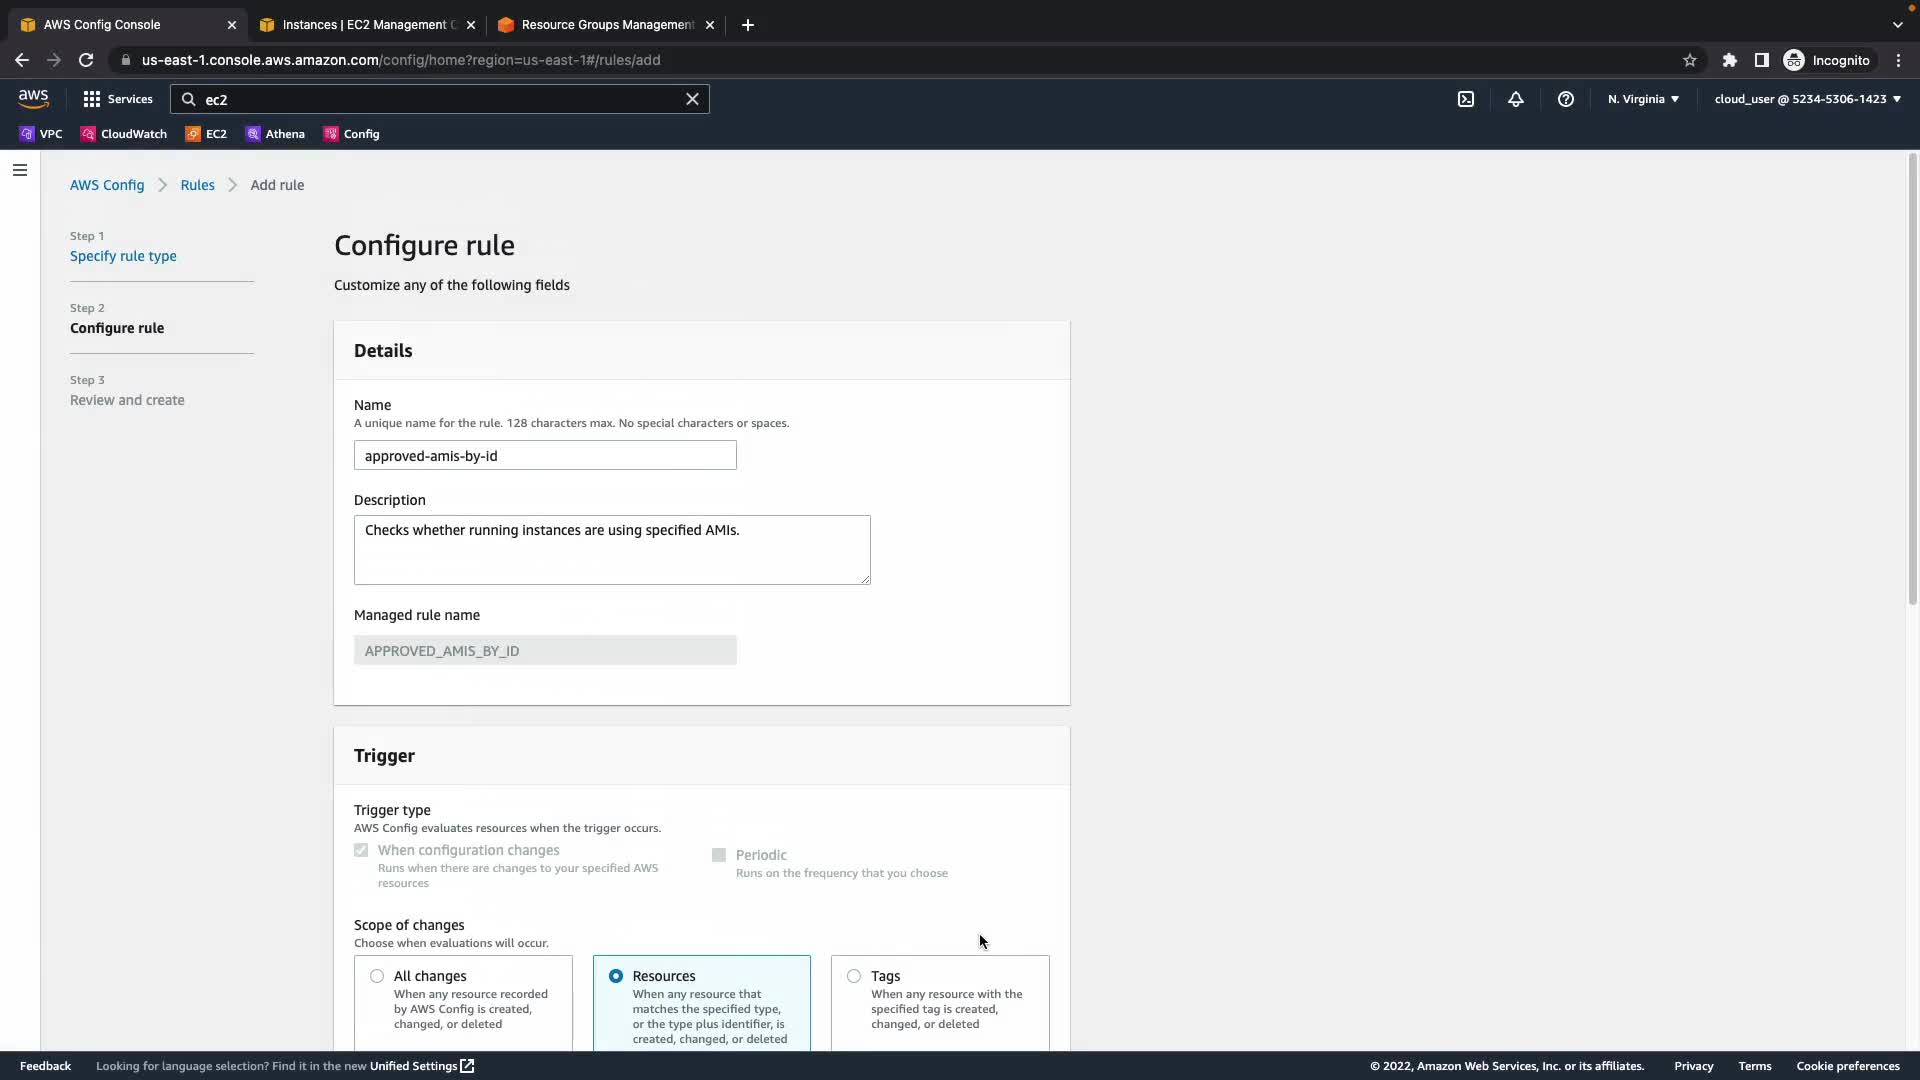 AWS Config Console
Instances | EC2 Management C
Resource Groups Management
us-east-1.console.aws.amazon.com/config/home?region=us-east-1#/rules/add
Incognito
aws
Services
ec2
N. Virginia
cloud_user @ 5234-5306-1423
VPC
CloudWatch
EC2
Athena
Config
AWS Config
Rules
Add rule
Step 1
Specify rule type
Step 2
Configure rule
Step 3
Review and create
Configure rule
Customize any of the following fields
Details
Name
A unique name for the rule. 128 characters max. No special characters or spaces.
approved-amis-by-id
Description
Checks whether running instances are using specified AMIs.
Managed rule name
APPROVED_AMIS_BY_ID
Trigger
Trigger type
AWS Config evaluates resources when the trigger occurs.
When configuration changes
Runs when there are changes to your specified AWS
resources
Periodic
Runs on the frequency that you choose
Scope of changes
Choose when evaluations will occur.
All changes
When any resource recorded
by AWS Config is created,
changed, or deleted
Resources
When any resource that
matches the specified type,
or the type plus identifier, is
created, changed, or deleted
Tags
When any resource with the
specified tag is created,
changed, or deleted
Feedback
Looking for language selection? Find it in the new Unified Settings
© 2022, Amazon Web Services, Inc. or its affiliates.
Privacy
Terms
Cookie preferences